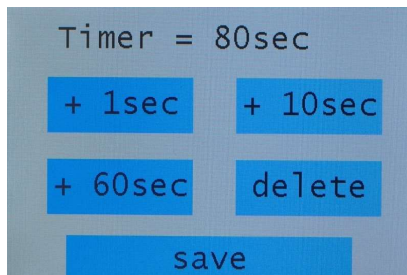 Timer = 80sec
+ 1sec + 10sec
+ 60sec delete
save